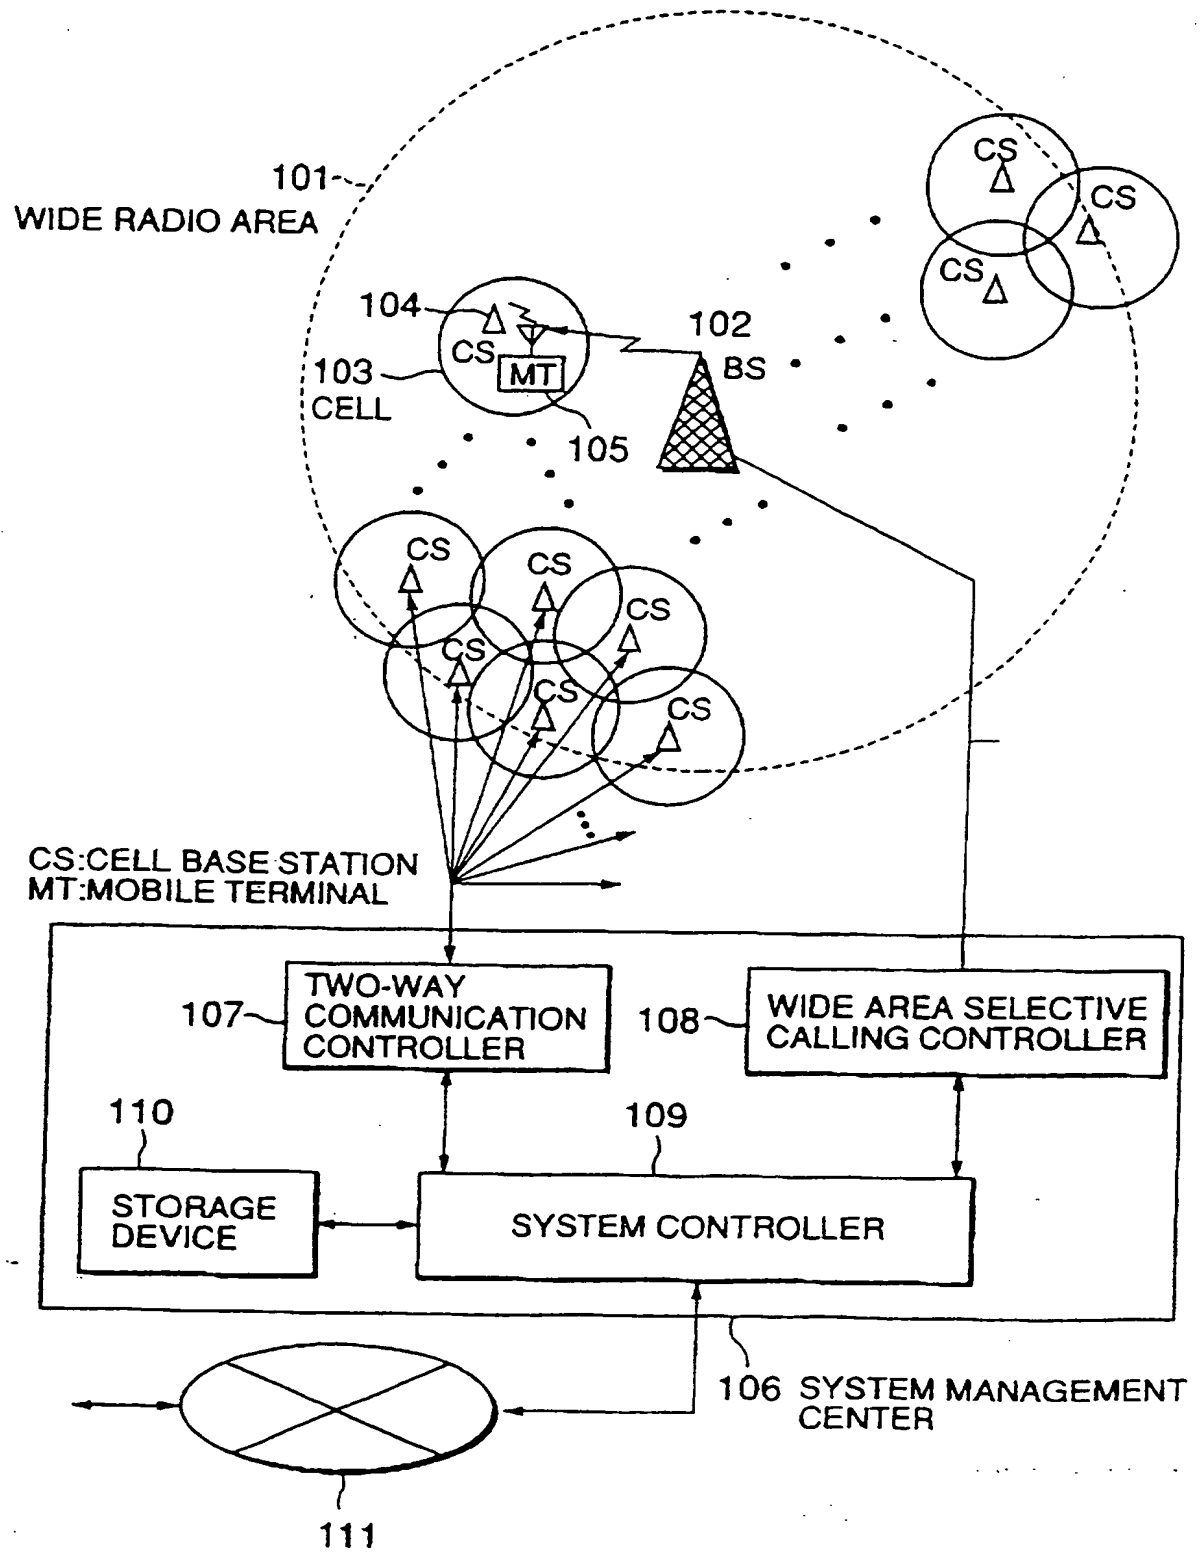 101
WIDE RADIO AREA
CS
CS
CS
104
CS
MT
103
CELL
105
102
BS
CS
CS
CS
CS
CS
CS
CS:CELL BASE STATION
MT:MOBILE TERMINAL
107
TWO-WAY
COMMUNICATION
CONTROLLER
108
WIDE AREA SELECTIVE
CALLING CONTROLLER
110
STORAGE
DEVICE
109
SYSTEM CONTROLLER
106 SYSTEM MANAGEMENT
CENTER
111